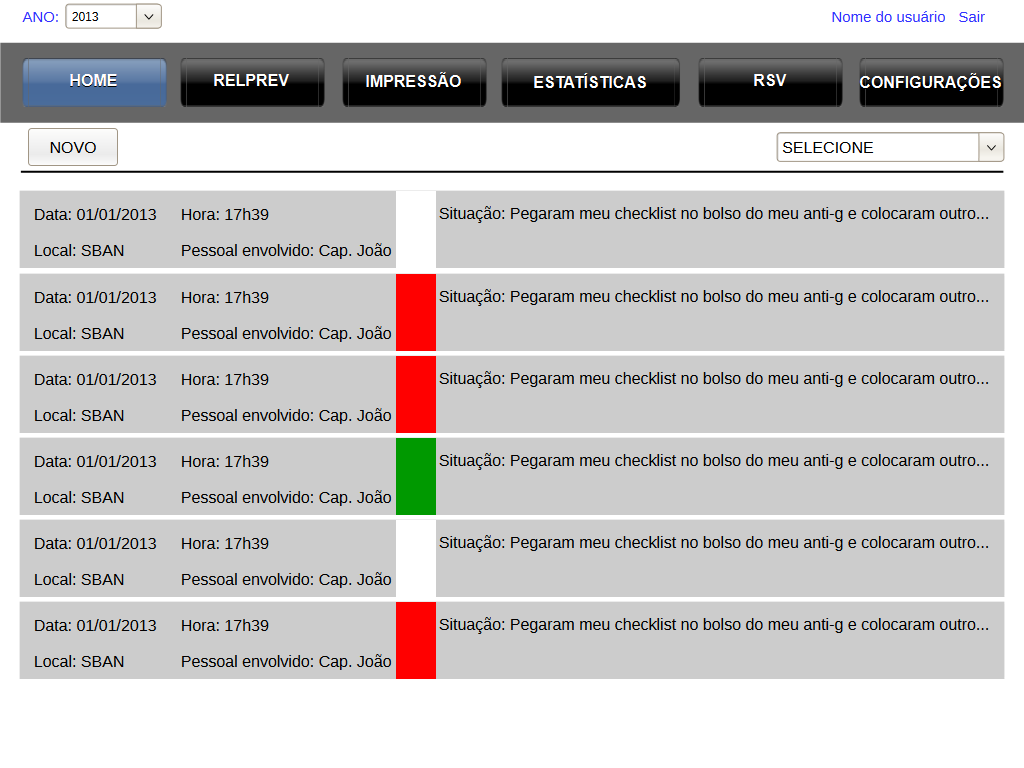 ANO: 2013 Nome do usuário Sair
HOME RELPREV IMPRESSÃO ESTATÍSTICAS RSV CONFIGURAÇÕES
NOVO SELECIONE
Data: 01/01/2013 Hora: 17h39 Situação: Pegaram meu checklist no bolso do meu anti-g e colocaram outro...
Local: SBAN Pessoal envolvido: Cap. João
Data: 01/01/2013 Hora: 17h39 Situação: Pegaram meu checklist no bolso do meu anti-g e colocaram outro...
Local: SBAN Pessoal envolvido: Cap. João
Data: 01/01/2013 Hora: 17h39 Situação: Pegaram meu checklist no bolso do meu anti-g e colocaram outro...
Local: SBAN Pessoal envolvido: Cap. João
Data: 01/01/2013 Hora: 17h39 Situação: Pegaram meu checklist no bolso do meu anti-g e colocaram outro...
Local: SBAN Pessoal envolvido: Cap. João
Data: 01/01/2013 Hora: 17h39 Situação: Pegaram meu checklist no bolso do meu anti-g e colocaram outro...
Local: SBAN Pessoal envolvido: Cap. João
Data: 01/01/2013 Hora: 17h39 Situação: Pegaram meu checklist no bolso do meu anti-g e colocaram outro...
Local: SBAN Pessoal envolvido: Cap. João